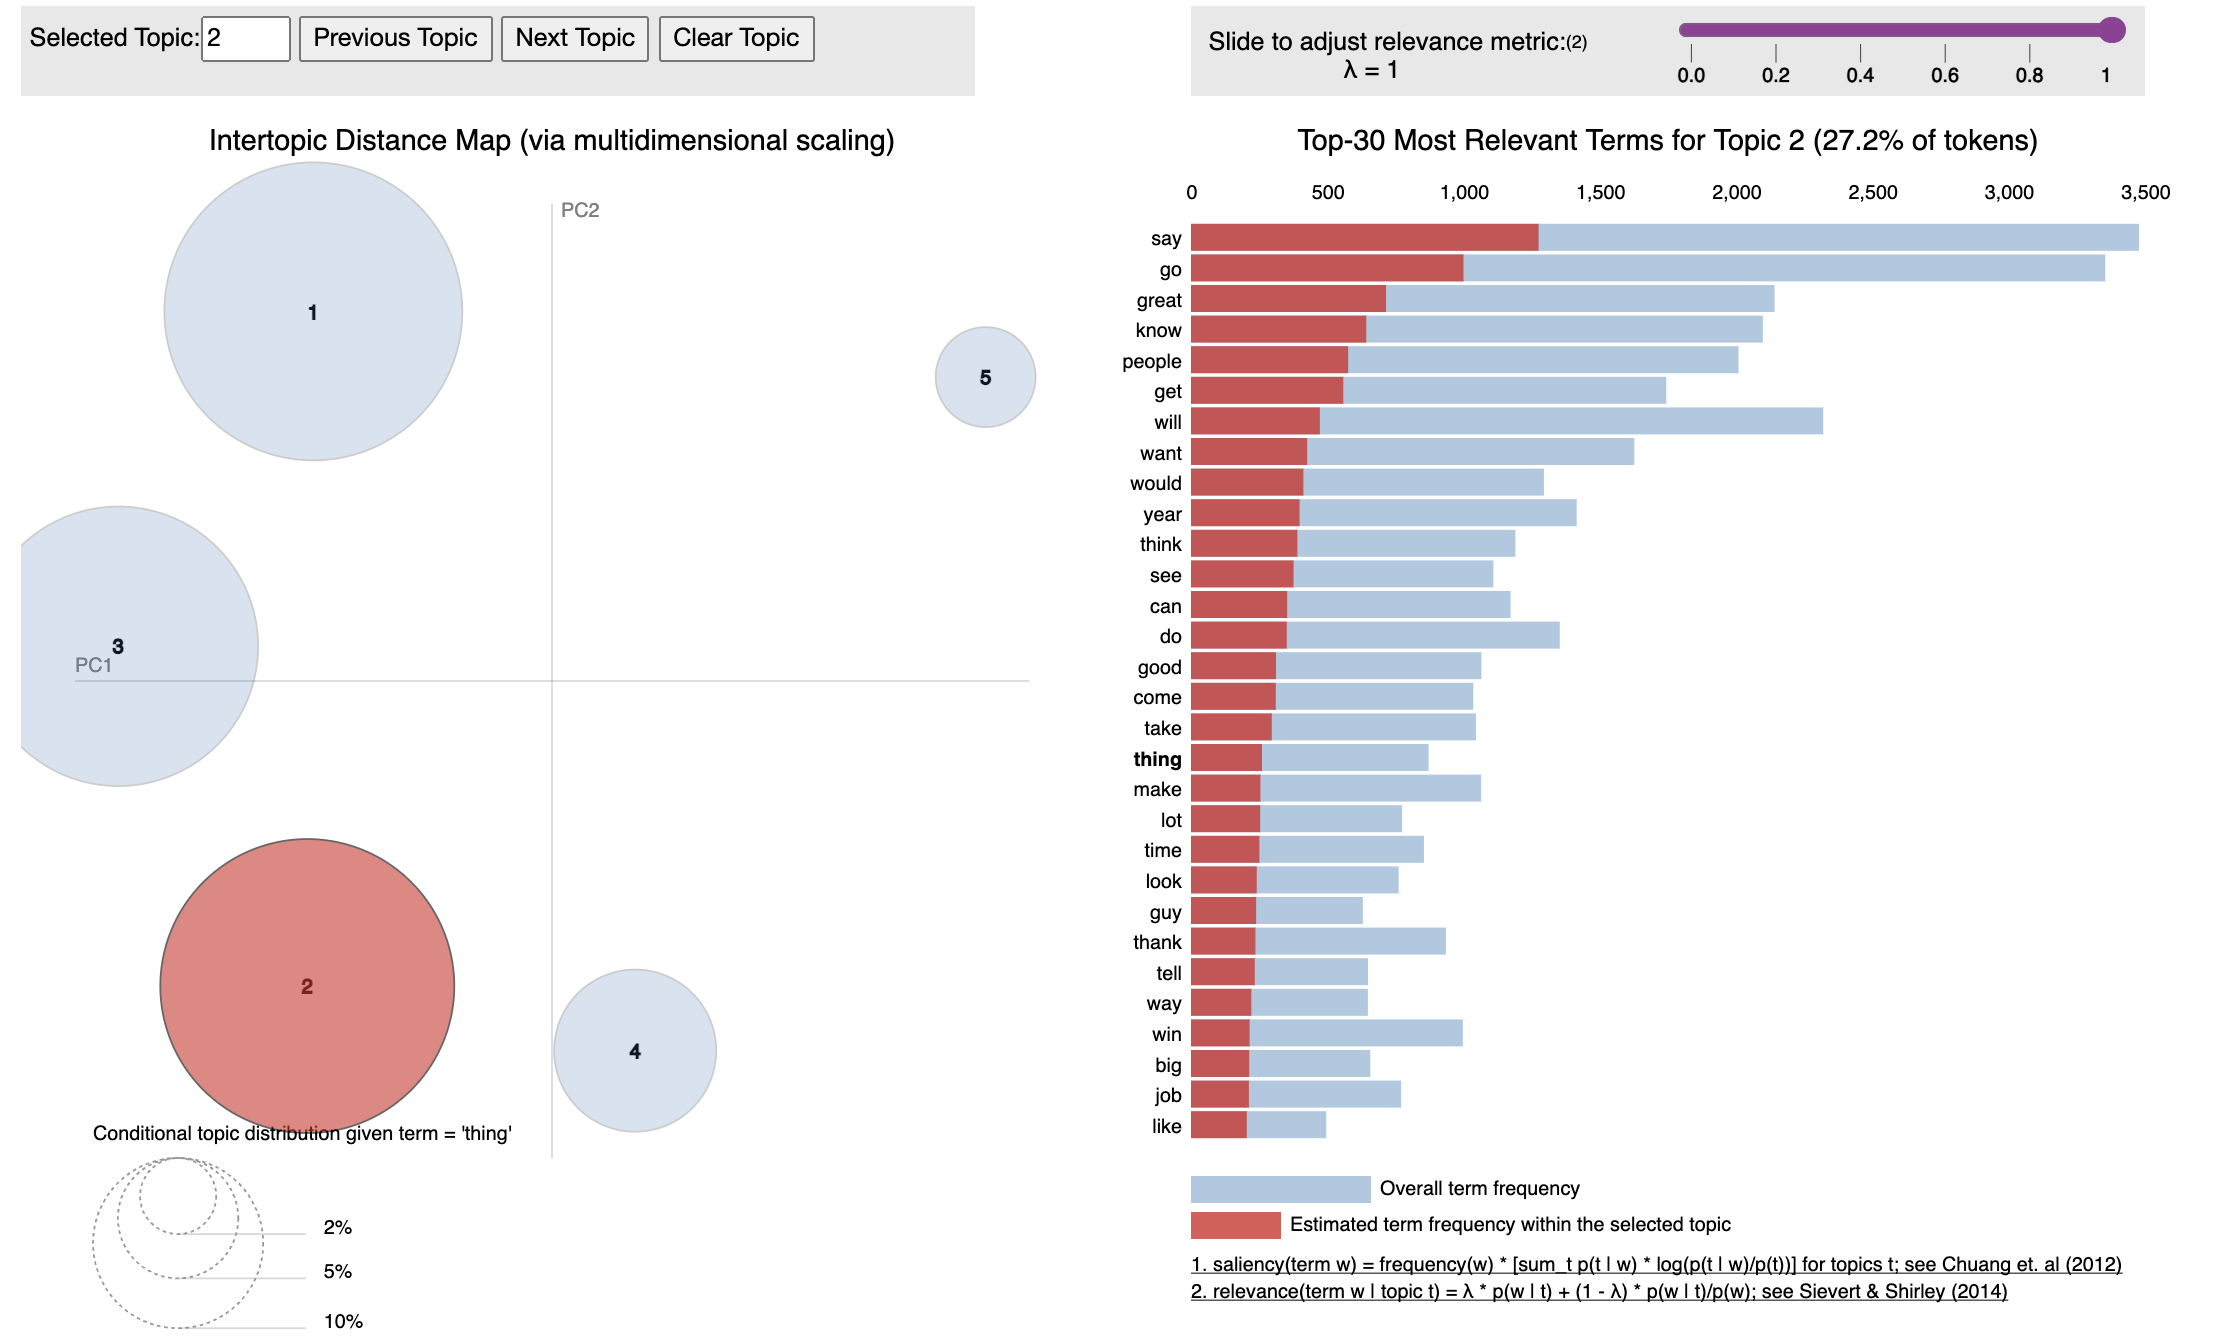 Selected Topic: 2 Previous Topic Next Topic Clear Topic
Slide to adjust relevance metric:(2)
λ = 1
0.0 0.2 0.4 0.6 0.8 1
Intertopic Distance Map (via multidimensional scaling)
PC2
1
5
3
PC1
2
4
Conditional topic distribution given term = 'thing'
2%
5%
10%
Top-30 Most Relevant Terms for Topic 2 (27.2% of tokens)
0 500 1,000 1,500 2,000 2,500 3,000 3,500
say
go
great
know
people
get
will
want
would
year
think
see
can
do
good
come
take
thing
make
lot
time
look
guy
thank
tell
way
win
big
job
like
Overall term frequency
Estimated term frequency within the selected topic
1. saliency(term w) = frequency(w) * [sum_t p(t | w) * log(p(t | w)/p(t))] for topics t; see Chuang et. al (2012)
2. relevance(term w | topic t) = λ * p(w | t) + (1 - λ) * p(w | t)/p(w); see Sievert & Shirley (2014)